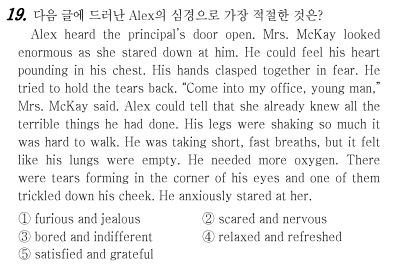 19. 다음 글에 드러난 Alex의 심경으로 가장 적절한 것은?
Alex heard the principal's door open. Mrs. McKay looked
enormous as she stared down at him. He could feel his heart
pounding in his chest. His hands clasped together in fear. He
tried to hold the tears back. “Come into my office, young man,”
Mrs. McKay said. Alex could tell that she already knew all the
terrible things he had done. His legs were shaking so much it
was hard to walk. He was taking short, fast breaths, but it felt
like his lungs were empty. He needed more oxygen. There
were tears forming in the corner of his eyes and one of them
trickled down his cheek. He anxiously stared at her.
① furious and jealous ② scared and nervous
③ bored and indifferent ④ relaxed and refreshed
⑤ satisfied and grateful